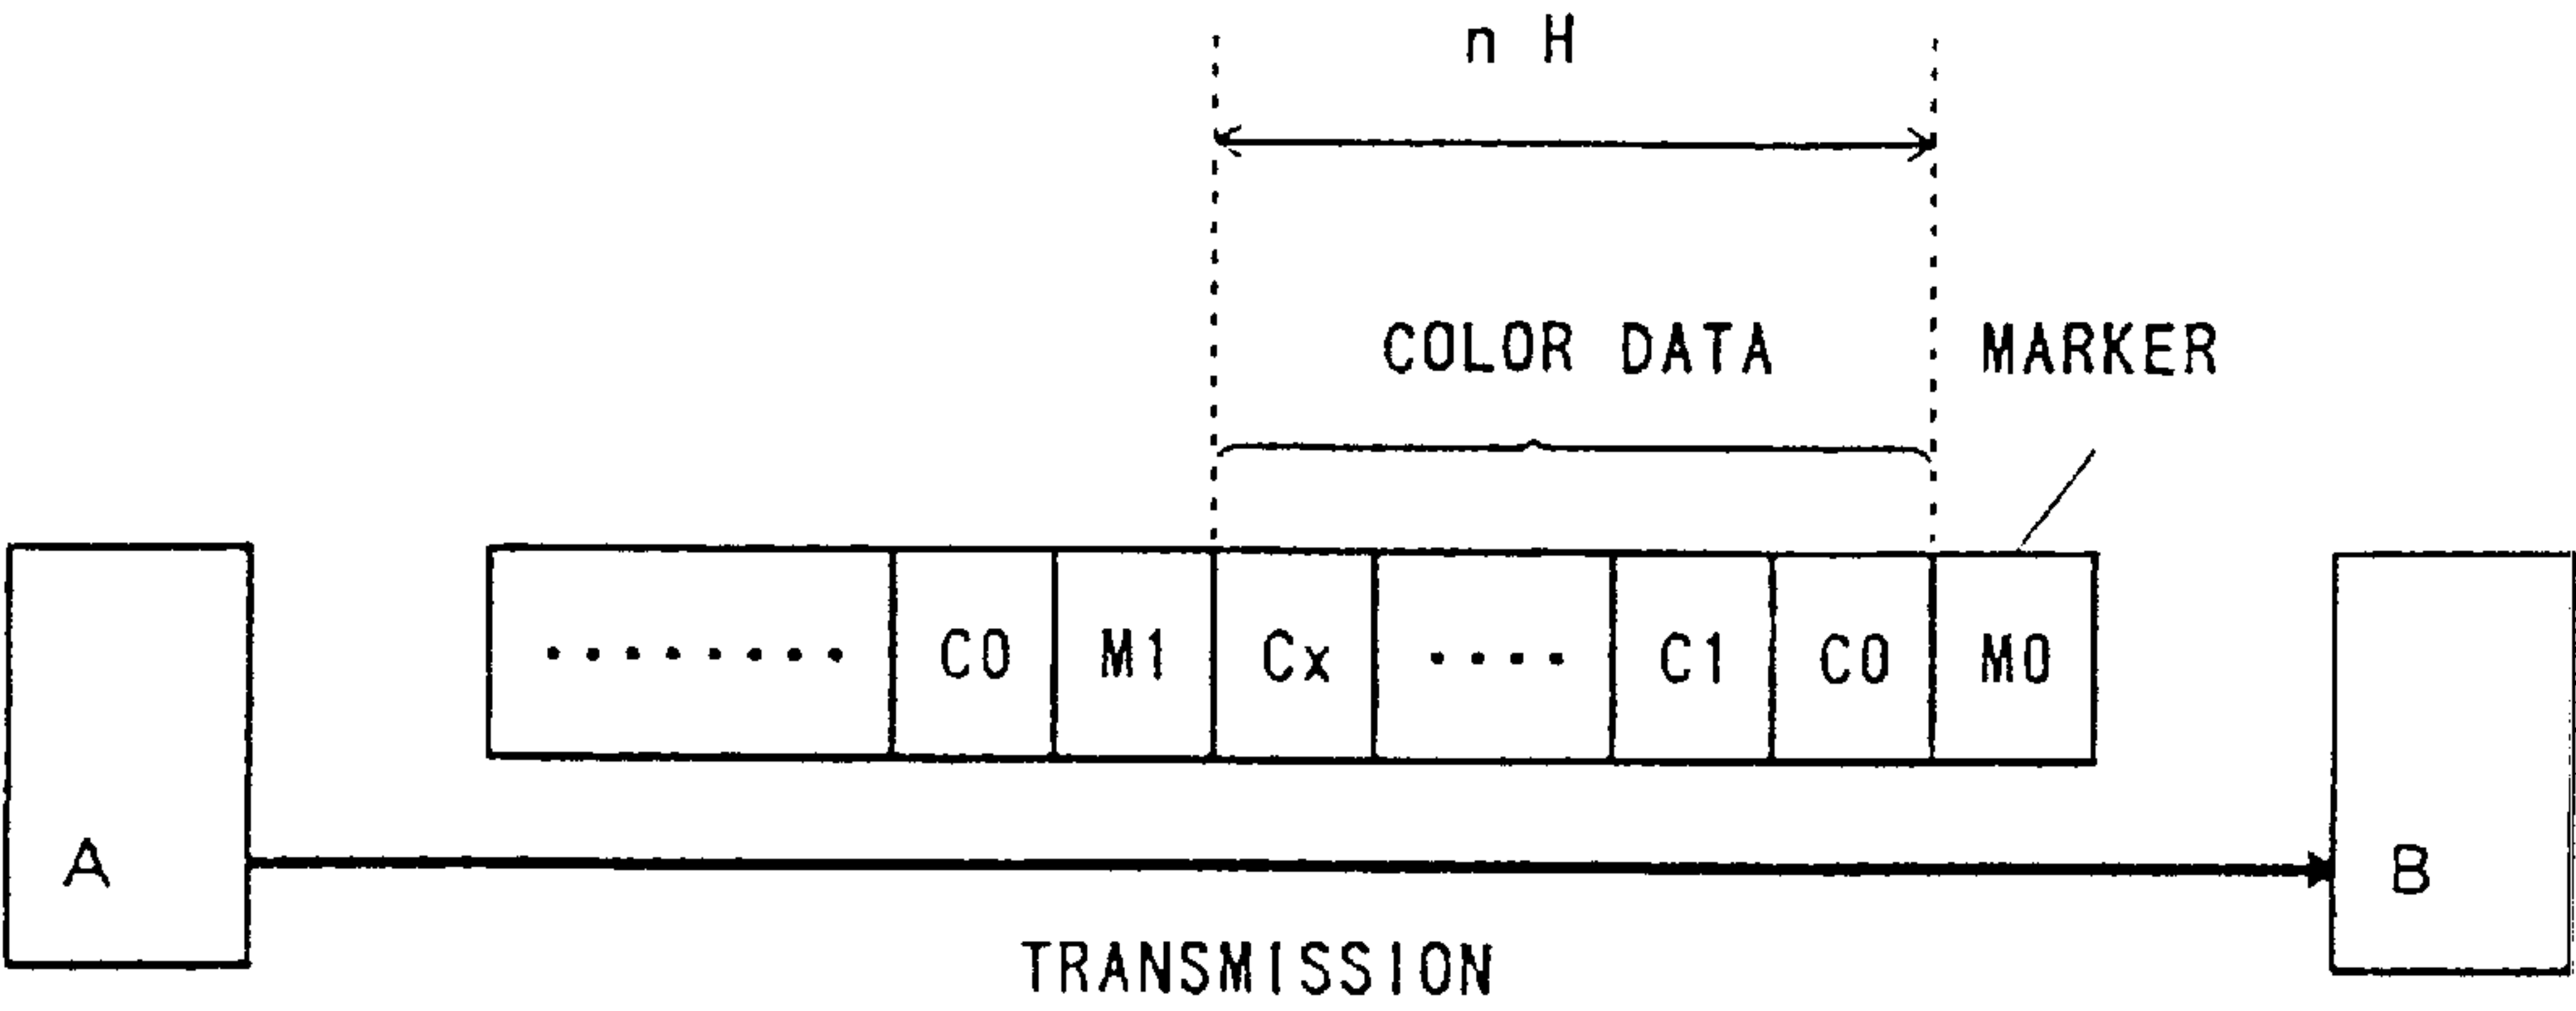 n H
COLOR DATA MARKER
........ C0 M1 Cx .... C1 C0 M0
A B
TRANSMISSION